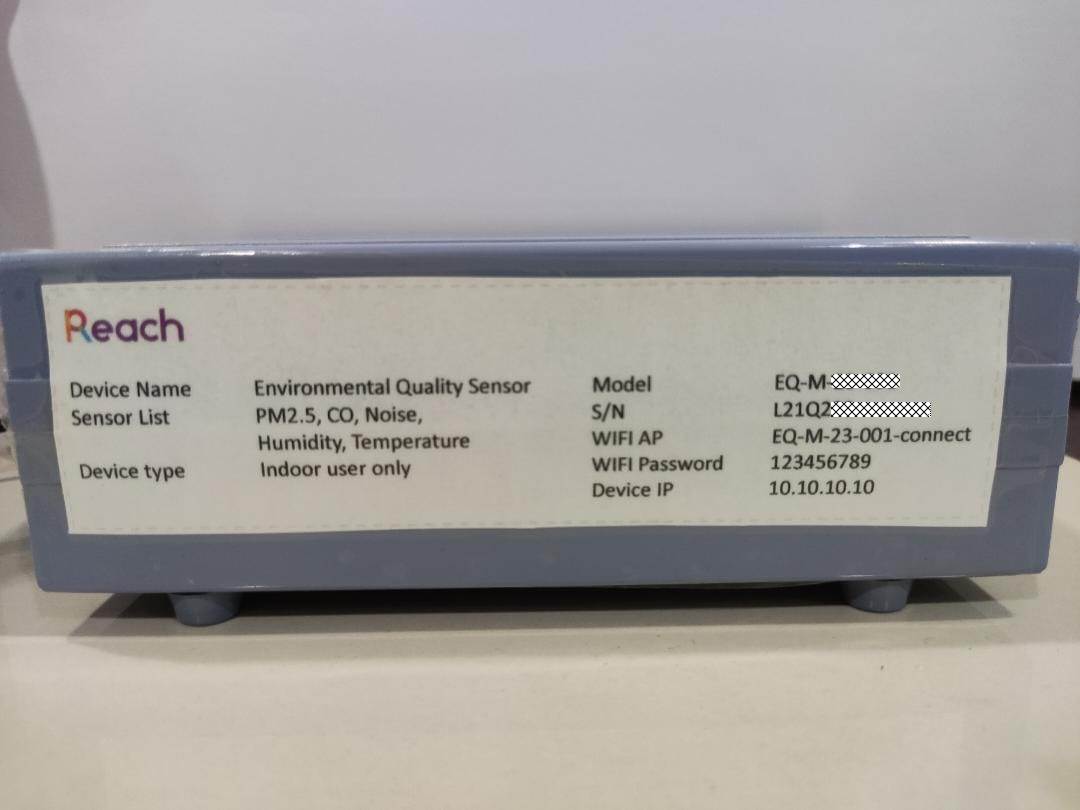 Reach
Device Name Environmental Quality Sensor
Sensor List PM2.5, CO, Noise,
Humidity, Temperature
Device type Indoor user only
Model EQ-M-
S/N L21Q2
WIFI AP EQ-M-23-001-connect
WIFI Password 123456789
Device IP 10.10.10.10